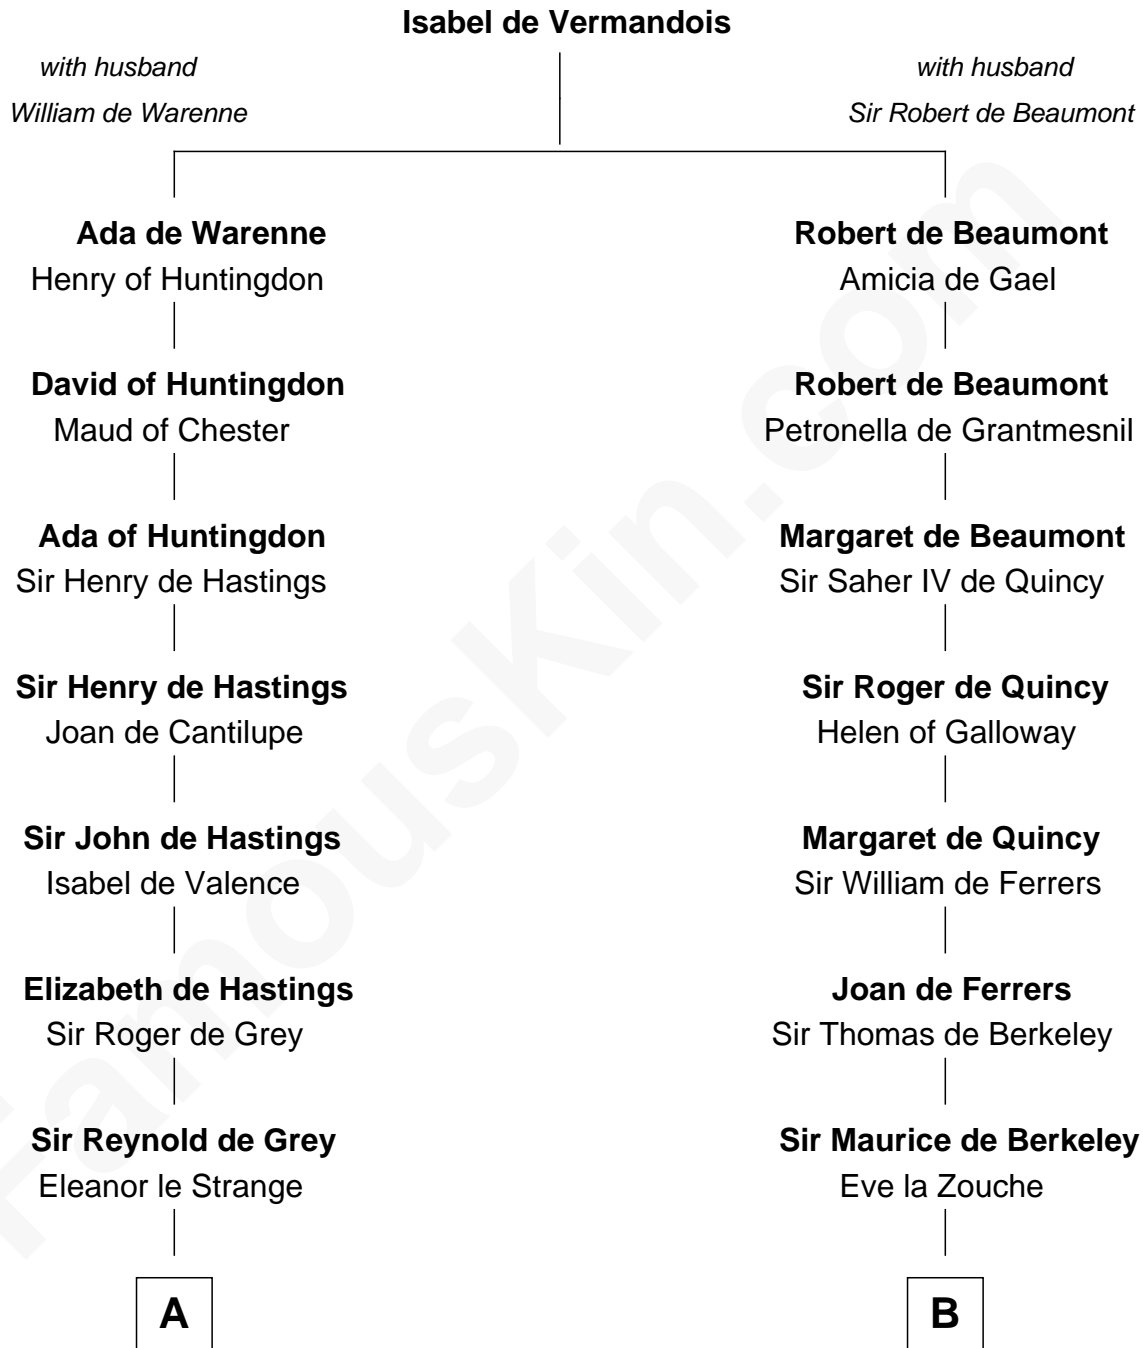 Isabel de Vermandois
with husband
William de Warenne
with husband
Sir Robert de Beaumont
Ada de Warenne
Henry of Huntingdon
Robert de Beaumont
Amicia de Gael
David of Huntingdon
Maud of Chester
Robert de Beaumont
Petronella de Grantmesnil
Ada of Huntingdon
Sir Henry de Hastings
Margaret de Beaumont
Sir Saher IV de Quincy
Sir Henry de Hastings
Joan de Cantilupe
Sir Roger de Quincy
Helen of Galloway
Sir John de Hastings
Isabel de Valence
Margaret de Quincy
Sir William de Ferrers
Elizabeth de Hastings
Sir Roger de Grey
Joan de Ferrers
Sir Thomas de Berkeley
Sir Reynold de Grey
Eleanor le Strange
Sir Maurice de Berkeley
Eve la Zouche
A
B
FamousKin.com